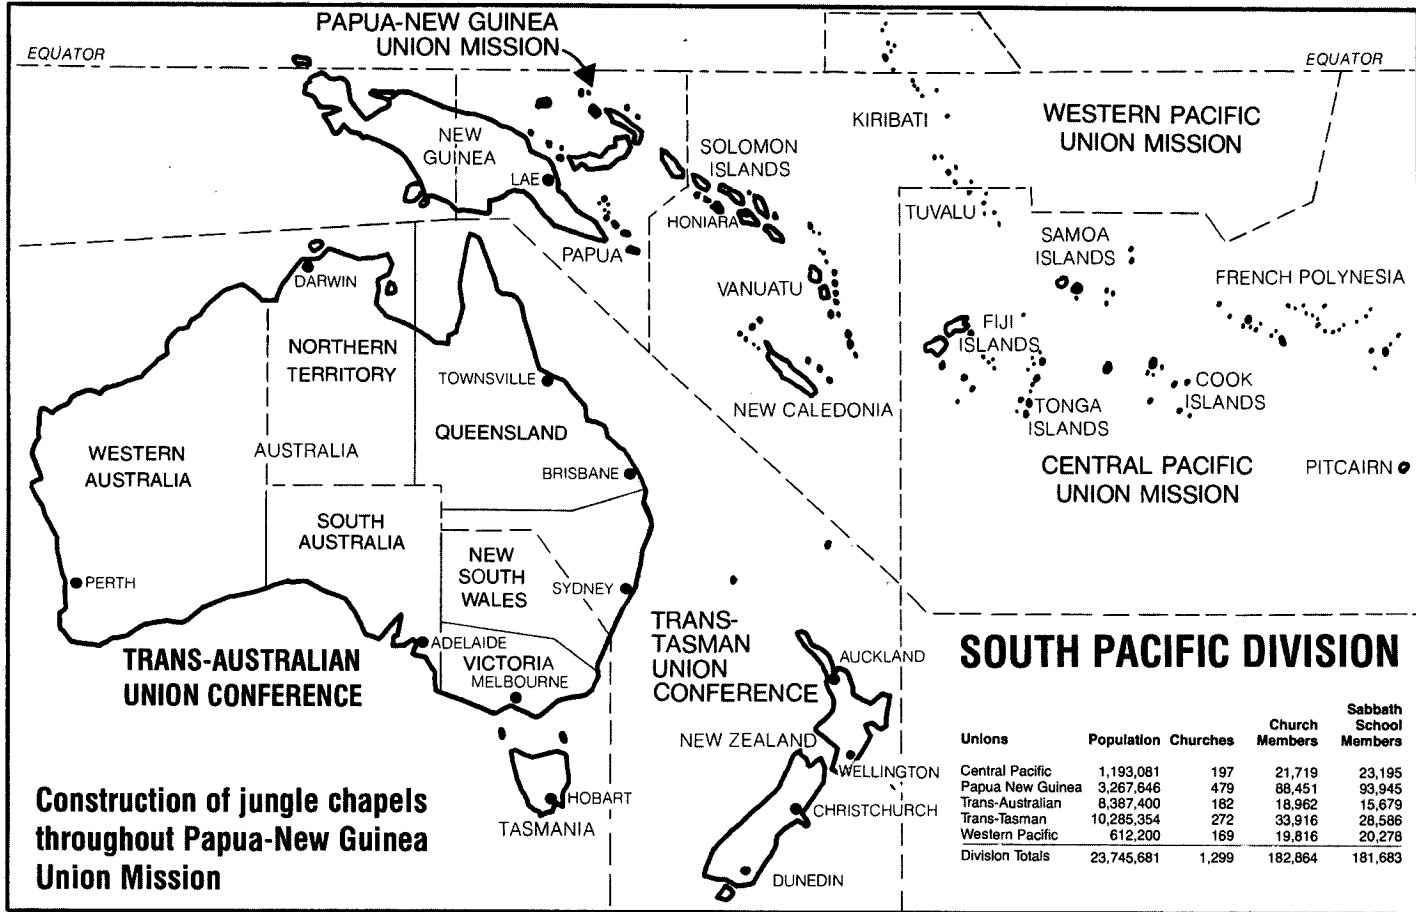 PAPUA-NEW GUINEA
UNION MISSION
EQUATOR
EQUATOR
KIRIBATI
WESTERN PACIFIC
UNION MISSION
NEW
GUINEA
SOLOMON
ISLANDS
LAE
HONIARA
TUVALU
PAPUA
SAMOA
ISLANDS
DARWIN
VANUATU
FRENCH POLYNESIA
FIJI
ISLANDS
NORTHERN
TERRITORY
TOWNSVILLE
NEW CALEDONIA
TONGA
ISLANDS
COOK
ISLANDS
QUEENSLAND
WESTERN
AUSTRALIA
AUSTRALIA
BRISBANE
CENTRAL PACIFIC
UNION MISSION
PITCAIRN
SOUTH
AUSTRALIA
NEW
SOUTH
WALES
SYDNEY
PERTH
ADELAIDE
VICTORIA
MELBOURNE
TRANS-AUSTRALIAN
UNION CONFERENCE
TRANS-
TASMAN
UNION
CONFERENCE
AUCKLAND
NEW ZEALAND
WELLINGTON
CHRISTCHURCH
DUNEDIN
HOBART
TASMANIA
Construction of jungle chapels
throughout Papua-New Guinea
Union Mission
SOUTH PACIFIC DIVISION
Unions Population Churches Church Members Sabbath School Members
Central Pacific 1,193,081 197 21,719 23,195
Papua New Guinea 3,267,646 479 88,451 93,945
Trans-Australian 8,387,400 182 18,962 15,679
Trans-Tasman 10,285,354 272 33,916 28,586
Western Pacific 612,200 169 19,816 20,278
Division Totals 23,745,681 1,299 182,864 181,683